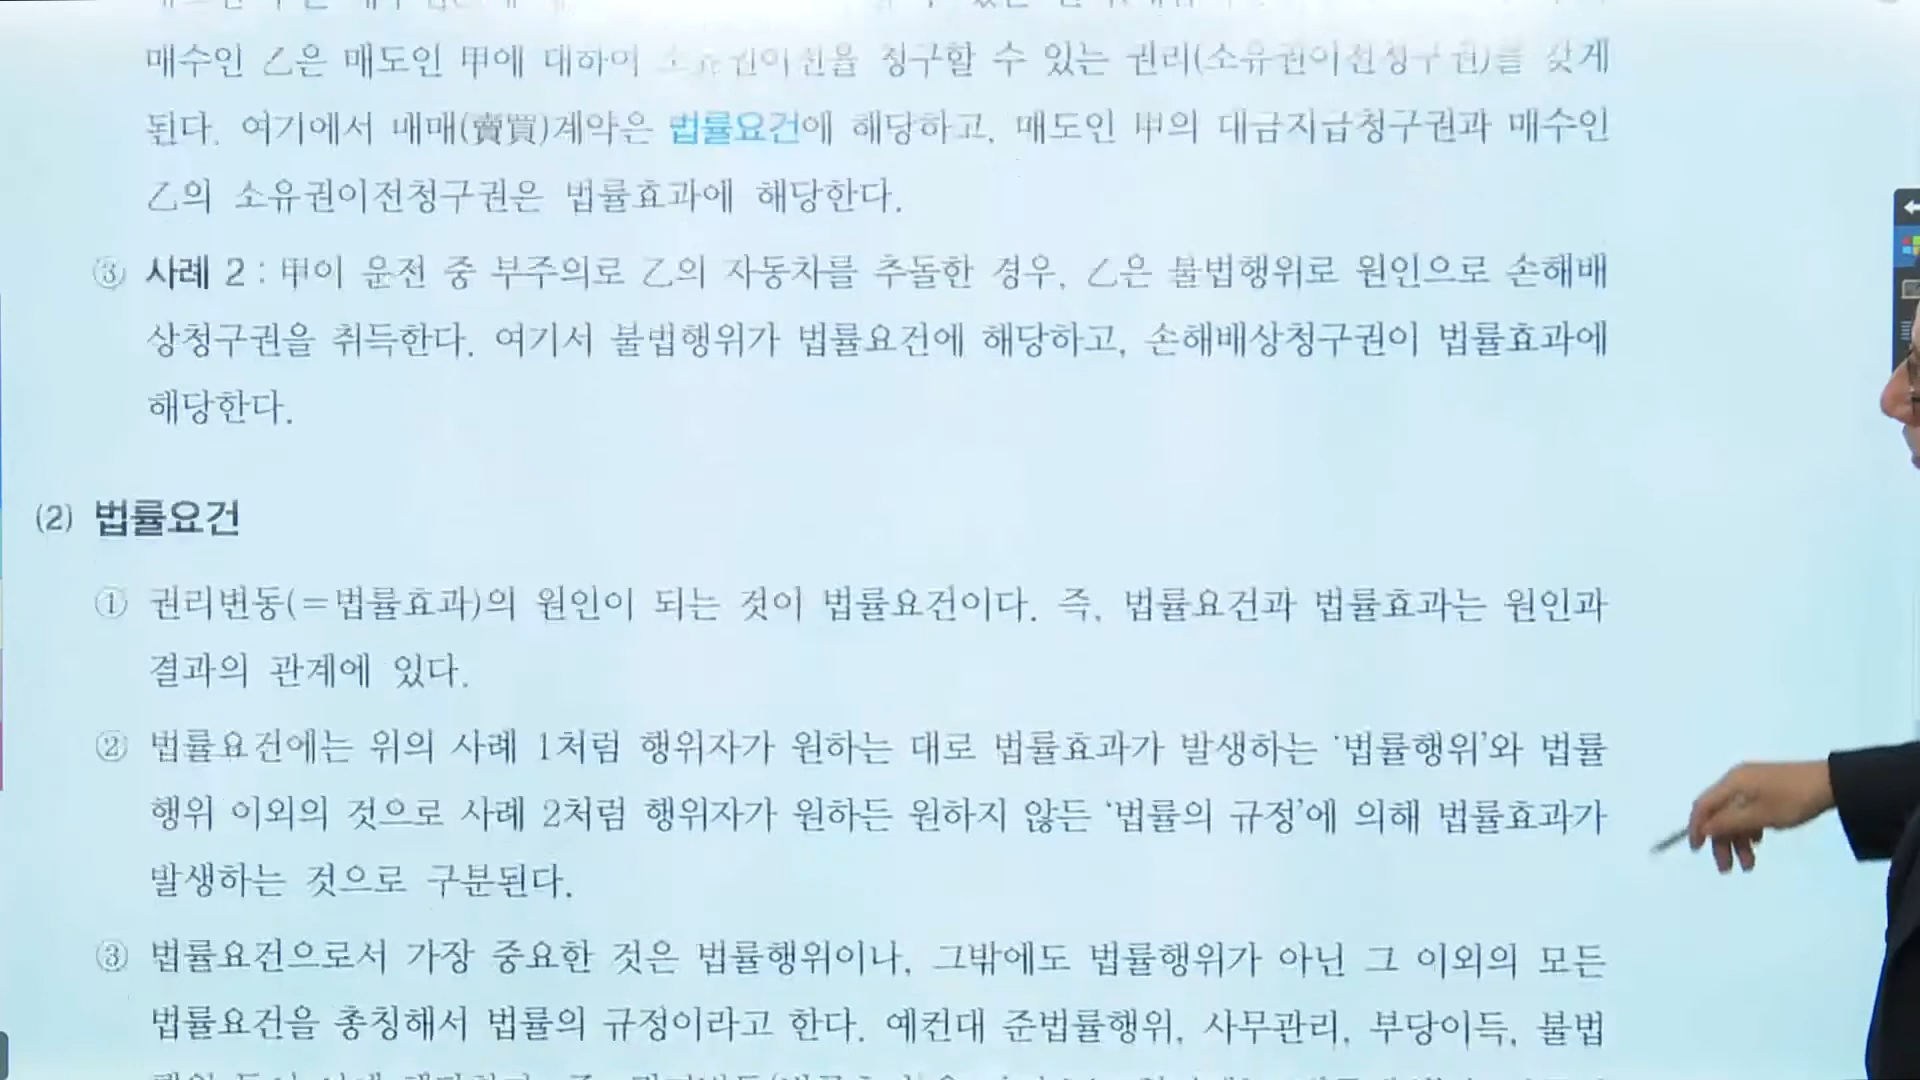 매수인 乙은 매도인 甲에 대하여 소유권이전을 청구할 수 있는 권리(소유권이전청구권)를 갖게
된다. 여기에서 매매(賣買)계약은 법률요건에 해당하고, 매도인 甲의 대금지급청구권과 매수인
乙의 소유권이전청구권은 법률효과에 해당한다.
③ 사례 2 : 甲이 운전 중 부주의로 乙의 자동차를 추돌한 경우, 乙은 불법행위로 원인으로 손해배
상청구권을 취득한다. 여기서 불법행위가 법률요건에 해당하고, 손해배상청구권이 법률효과에
해당한다.
(2) 법률요건
① 권리변동(=법률효과)의 원인이 되는 것이 법률요건이다. 즉, 법률요건과 법률효과는 원인과
결과의 관계에 있다.
② 법률요건에는 위의 사례 1처럼 행위자가 원하는 대로 법률효과가 발생하는 '법률행위'와 법률
행위 이외의 것으로 사례 2처럼 행위자가 원하든 원하지 않든 '법률의 규정'에 의해 법률효과가
발생하는 것으로 구분된다.
③ 법률요건으로서 가장 중요한 것은 법률행위이나, 그밖에도 법률행위가 아닌 그 이외의 모든
법률요건을 총칭해서 법률의 규정이라고 한다. 예컨대 준법률행위, 사무관리, 부당이득, 불법